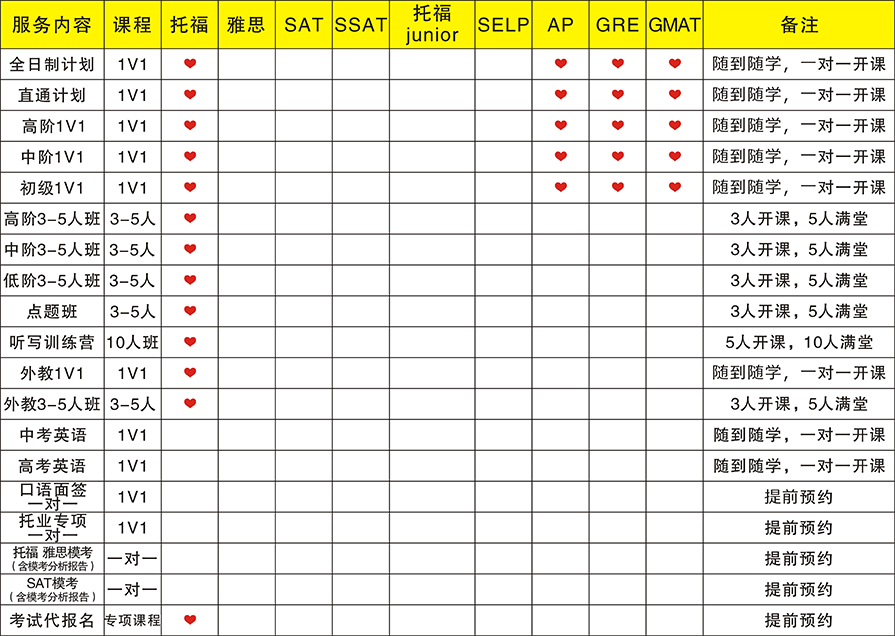 服务内容 课程 托福 雅思 SAT SSAT 托福 junior SELP AP GRE GMAT 备注
全日制计划 1V1 随到随学，一对一开课
直通计划 1V1 随到随学，一对一开课
高阶1V1 1V1 随到随学，一对一开课
中阶1V1 1V1 随到随学，一对一开课
初级1V1 1V1 随到随学，一对一开课
高阶3-5人班 3-5人 3人开课，5人满堂
中阶3-5人班 3-5人 3人开课，5人满堂
低阶3-5人班 3-5人 3人开课，5人满堂
点题班 3-5人 3人开课，5人满堂
听写训练营 10人班 5人开课，10人满堂
外教1V1 1V1 随到随学，一对一开课
外教3-5人班 3-5人 3人开课，5人满堂
中考英语 1V1 随到随学，一对一开课
高考英语 1V1 随到随学，一对一开课
口语面签
一对一 1V1 提前预约
托业专项
一对一 1V1 提前预约
托福 雅思模考
（含模考分析报告） 一对一 提前预约
SAT模考
（含模考分析报告） 一对一 提前预约
考试代报名 专项课程 提前预约